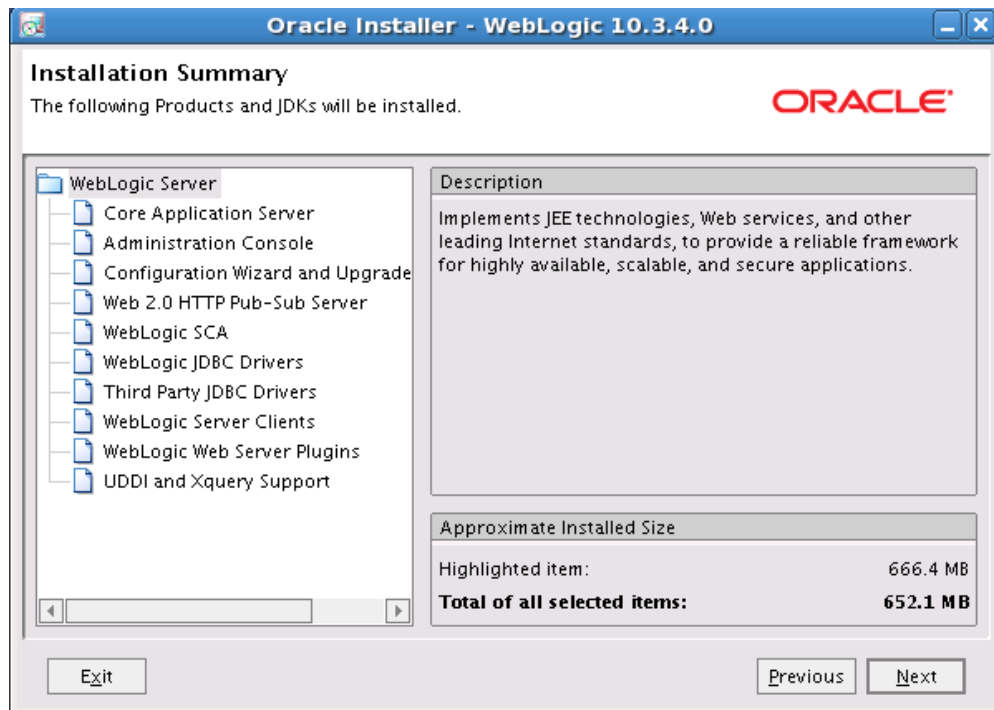 Oracle Installer - WebLogic 10.3.4.0
Installation Summary
The following Products and JDKs will be installed.
ORACLE
WebLogic Server
Core Application Server
Administration Console
Configuration Wizard and Upgrade
Web 2.0 HTTP Pub-Sub Server
WebLogic SCA
WebLogic JDBC Drivers
Third Party JDBC Drivers
WebLogic Server Clients
WebLogic Web Server Plugins
UDDI and Xquery Support
Description
Implements JEE technologies, Web services, and other
leading Internet standards, to provide a reliable framework
for highly available, scalable, and secure applications.
Approximate Installed Size
Highlighted item: 666.4 MB
Total of all selected items: 652.1 MB
Exit
Previous
Next